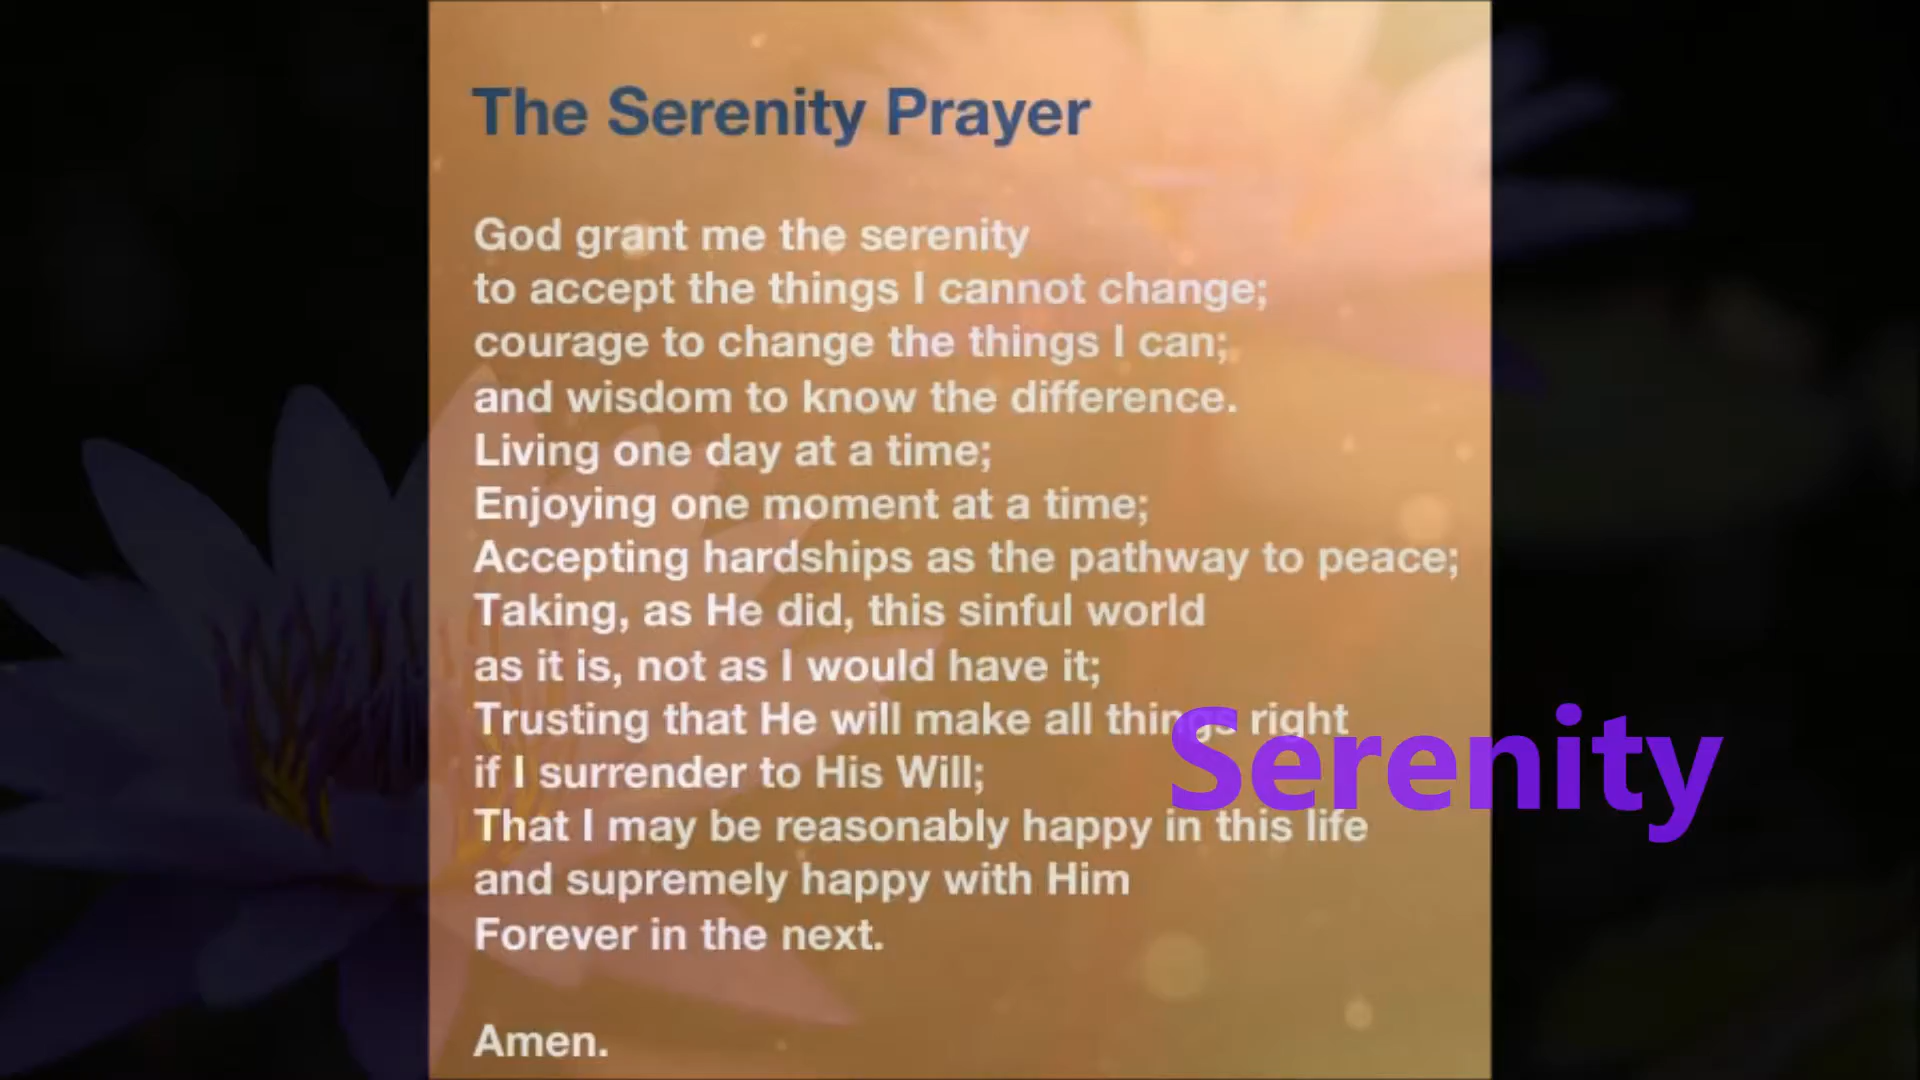 The Serenity Prayer
God grant me the serenity
to accept the things I cannot change;
courage to change the things I can;
and wisdom to know the difference.
Living one day at a time;
Enjoying one moment at a time;
Accepting hardships as the pathway to peace;
Taking, as He did, this sinful world
as it is, not as I would have it;
Trusting that He will make all things right
if I surrender to His Will;
That I may be reasonably happy in this life
and supremely happy with Him
Forever in the next.
Amen.
Serenity